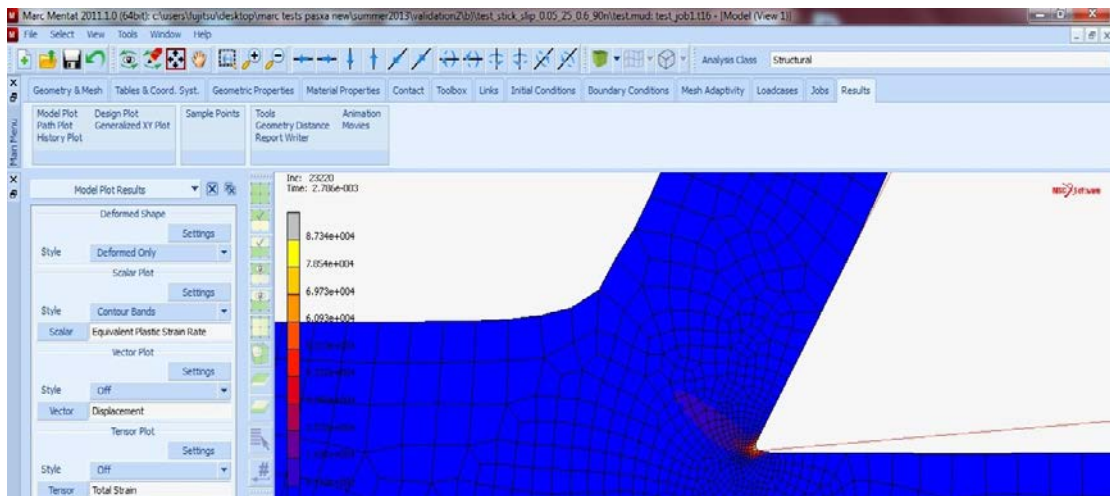 Marc Mentat 2011.1.0 (64bit): c:\users\fujitsu\desktop\marc tests pasxa new\summer2013\validation2\b)\test_stick_slip_0.05_25_0.6_90n\test.mud: test_job1.t16 - [Model (View 1)]
File Select View Tools Window Help
Analysis Class Structural
Geometry & Mesh Tables & Coord. Syst. Geometric Properties Material Properties Contact Toolbox Links Initial Conditions Boundary Conditions Mesh Adaptivity Loadcases Jobs Results
Main Menu
Model Plot Design Plot Sample Points Tools Animation
Path Plot Generalized XY Plot Geometry Distance Movies
History Plot Report Writer
Inc: 23220
Time: 2.786e-003
MSC Software
Model Plot Results
Deformed Shape
Settings
Style Deformed Only
Scalar Plot
Settings
Style Contour Bands
Scalar Equivalent Plastic Strain Rate
Vector Plot
Settings
Style Off
Vector Displacement
Tensor Plot
Settings
Style Off
Tensor Total Strain
8.734e+004
7.854e+004
6.973e+004
6.093e+004